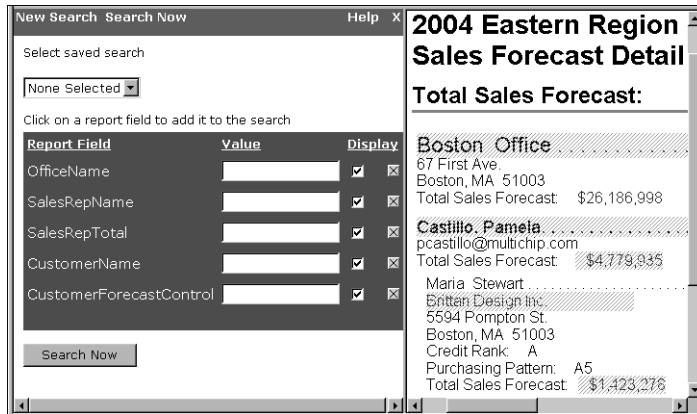 New Search Search Now Help X
Select saved search
None Selected
Click on a report field to add it to the search
Report Field Value Display
OfficeName
SalesRepName
SalesRepTotal
CustomerName
CustomerForecastControl
Search Now
2004 Eastern Region
Sales Forecast Detail
Total Sales Forecast:
Boston Office . . . . . . . . . . . . .
67 First Ave.
Boston, MA 51003
Total Sales Forecast: $26,186,998
Castillo, Pamela. . . . . . . . . . . . . . .
pcastillo@multichip.com
Total Sales Forecast: $4,779,935
Maria Stewart . . . . . . . . . . . . . . . . .
Brittan Design Inc.
5594 Pompton St.
Boston, MA 51003
Credit Rank: A
Purchasing Pattern: A5
Total Sales Forecast: $1,423,276